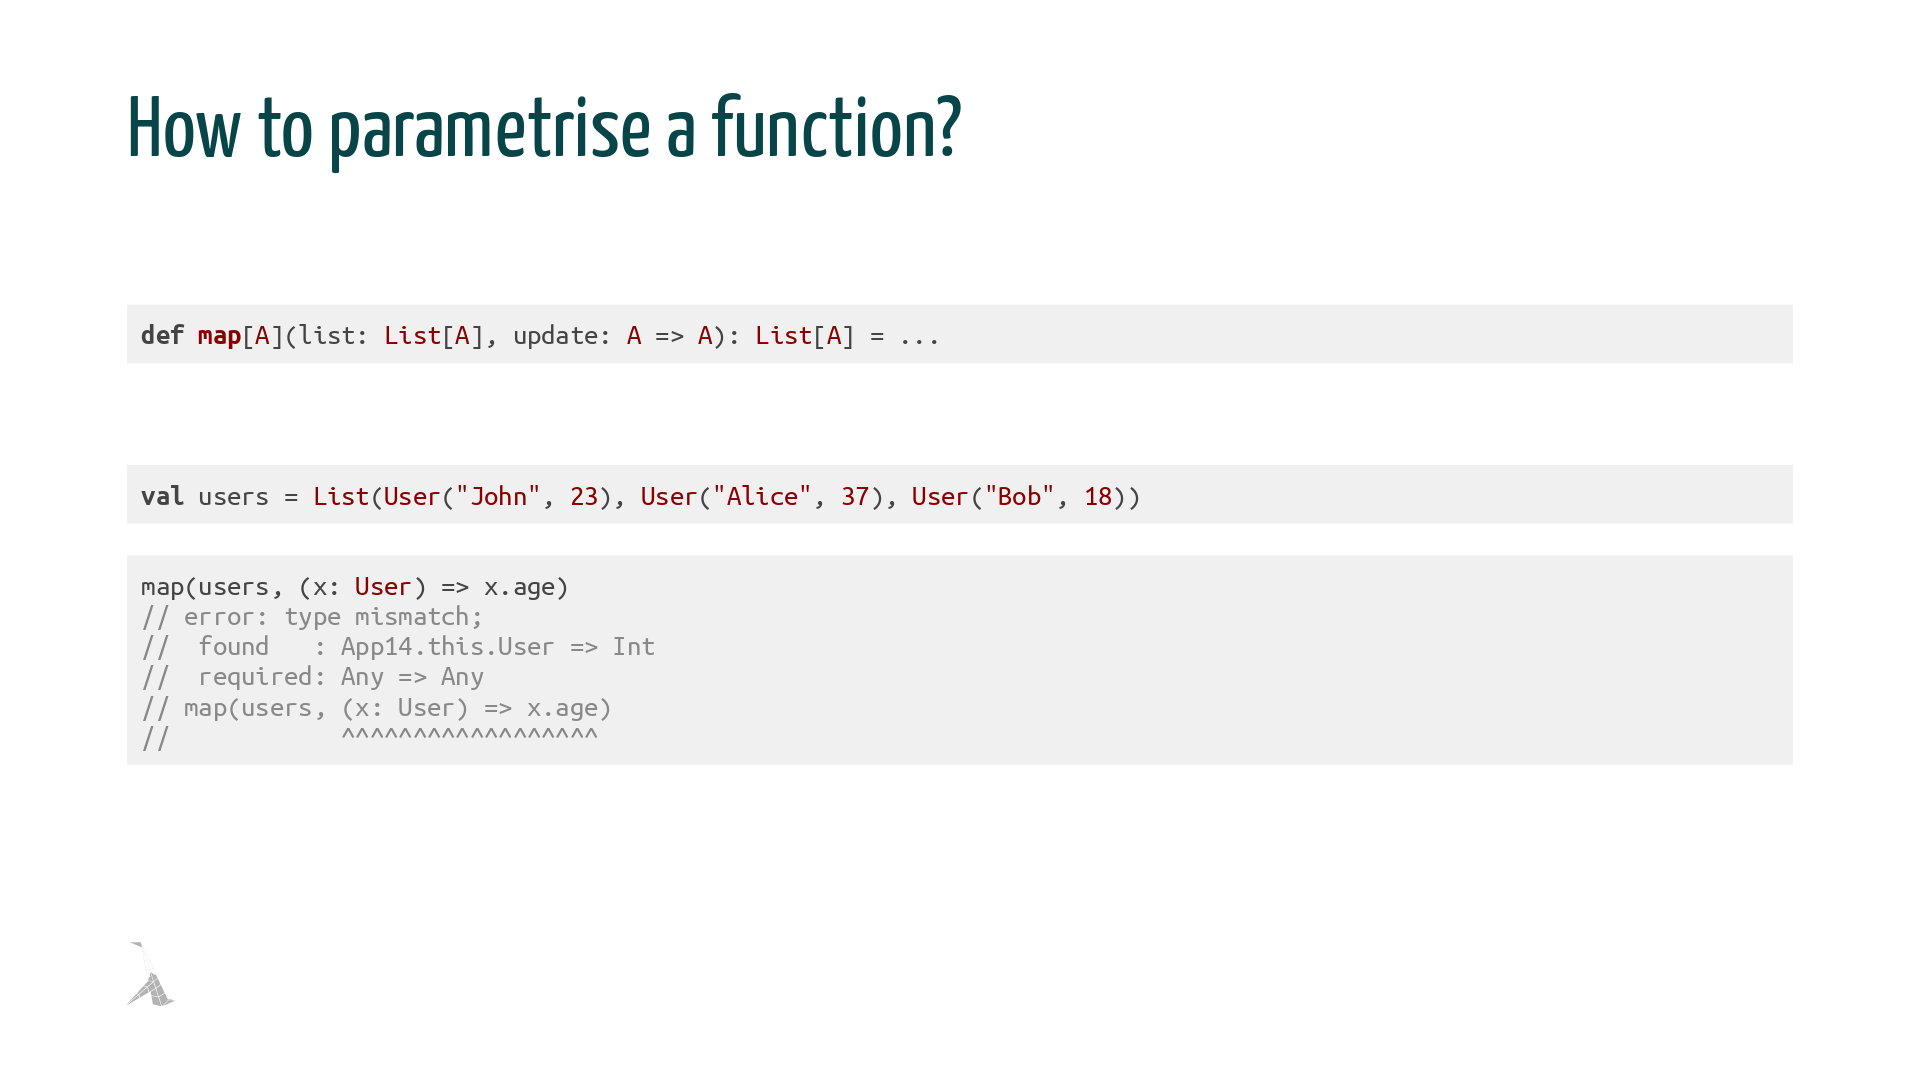 How to parametrise a function?
def map[A](list: List[A], update: A => A): List[A] = ...
val users = List(User("John", 23), User("Alice", 37), User("Bob", 18))
map(users, (x: User) => x.age)
// error: type mismatch;
//  found   : App14.this.User => Int
//  required: Any => Any
// map(users, (x: User) => x.age)
//            ^^^^^^^^^^^^^^^^^^